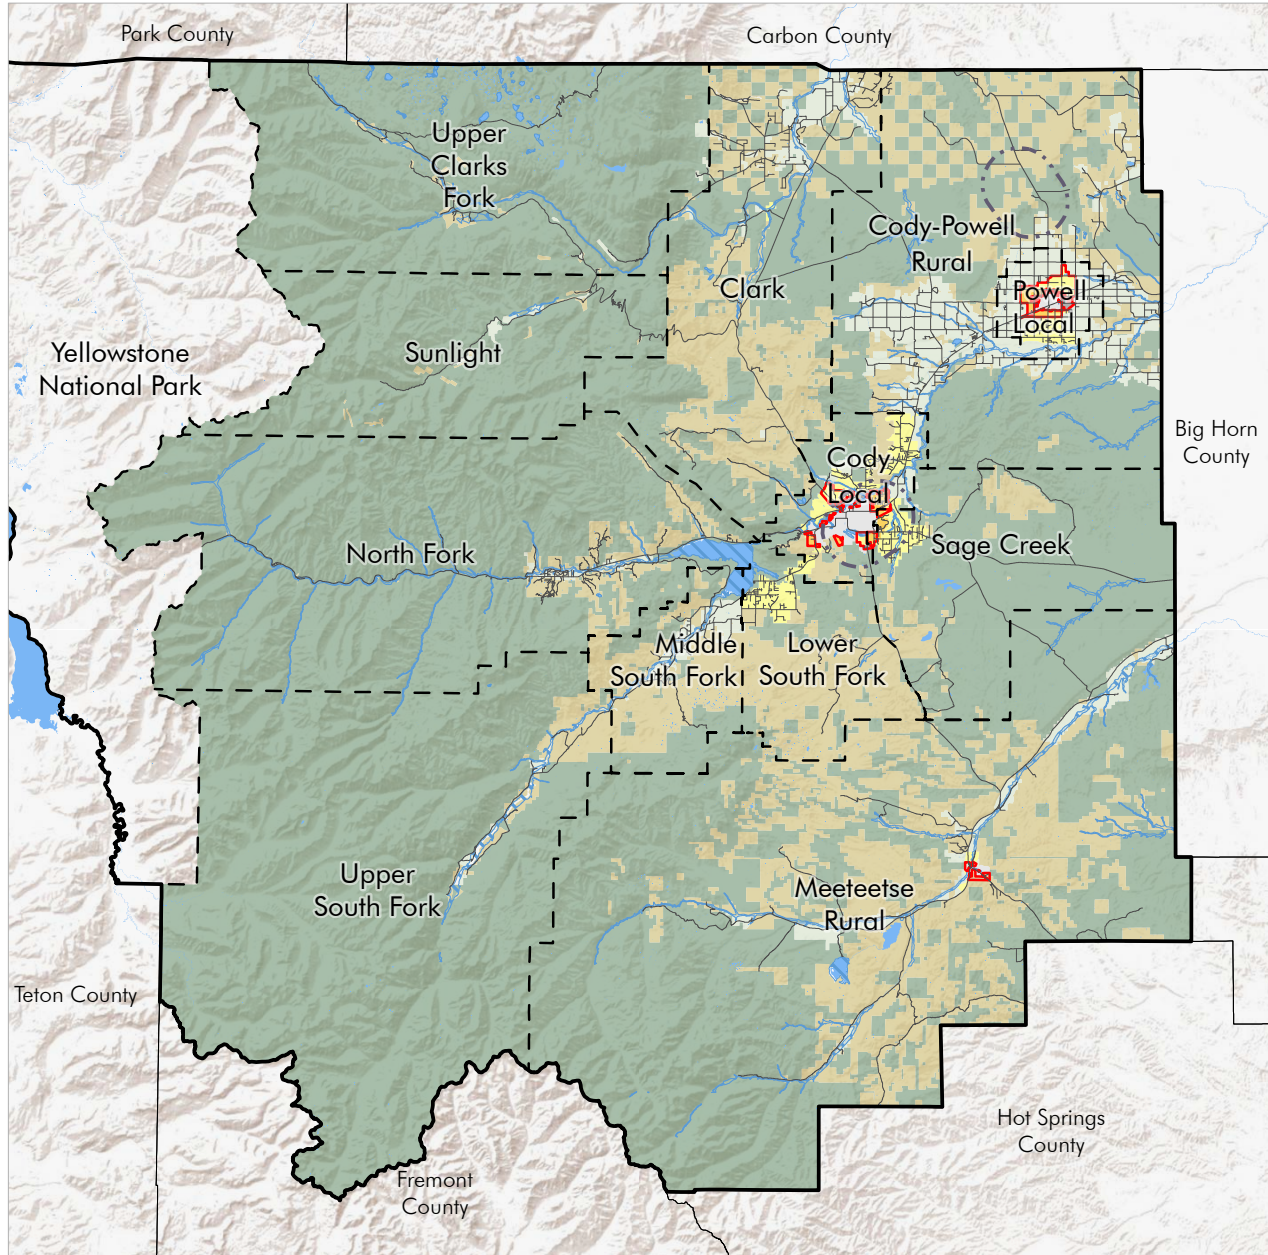 Park County
Carbon County
Upper
Clarks
Fork
Cody-Powell
Rural
Clark
Powell
Local
Yellowstone
National Park
Sunlight
Big Horn
County
Cody
Local
North Fork
Sage Creek
Middle
South Fork
Lower
South Fork
Upper
South Fork
Meeteetse
Rural
Teton County
Hot Springs
County
Fremont
County